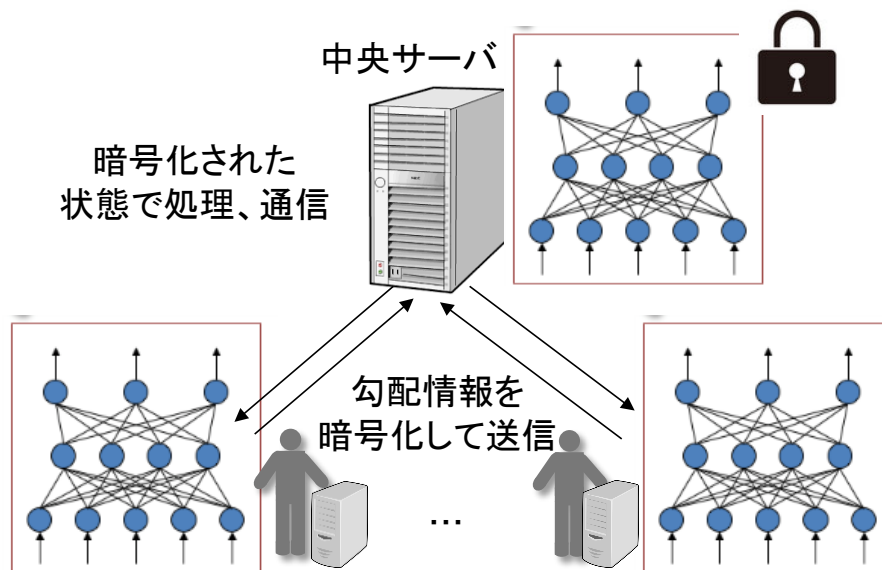 中央サーバ
暗号化された
状態で処理、通信
勾配情報を
暗号化して送信
...